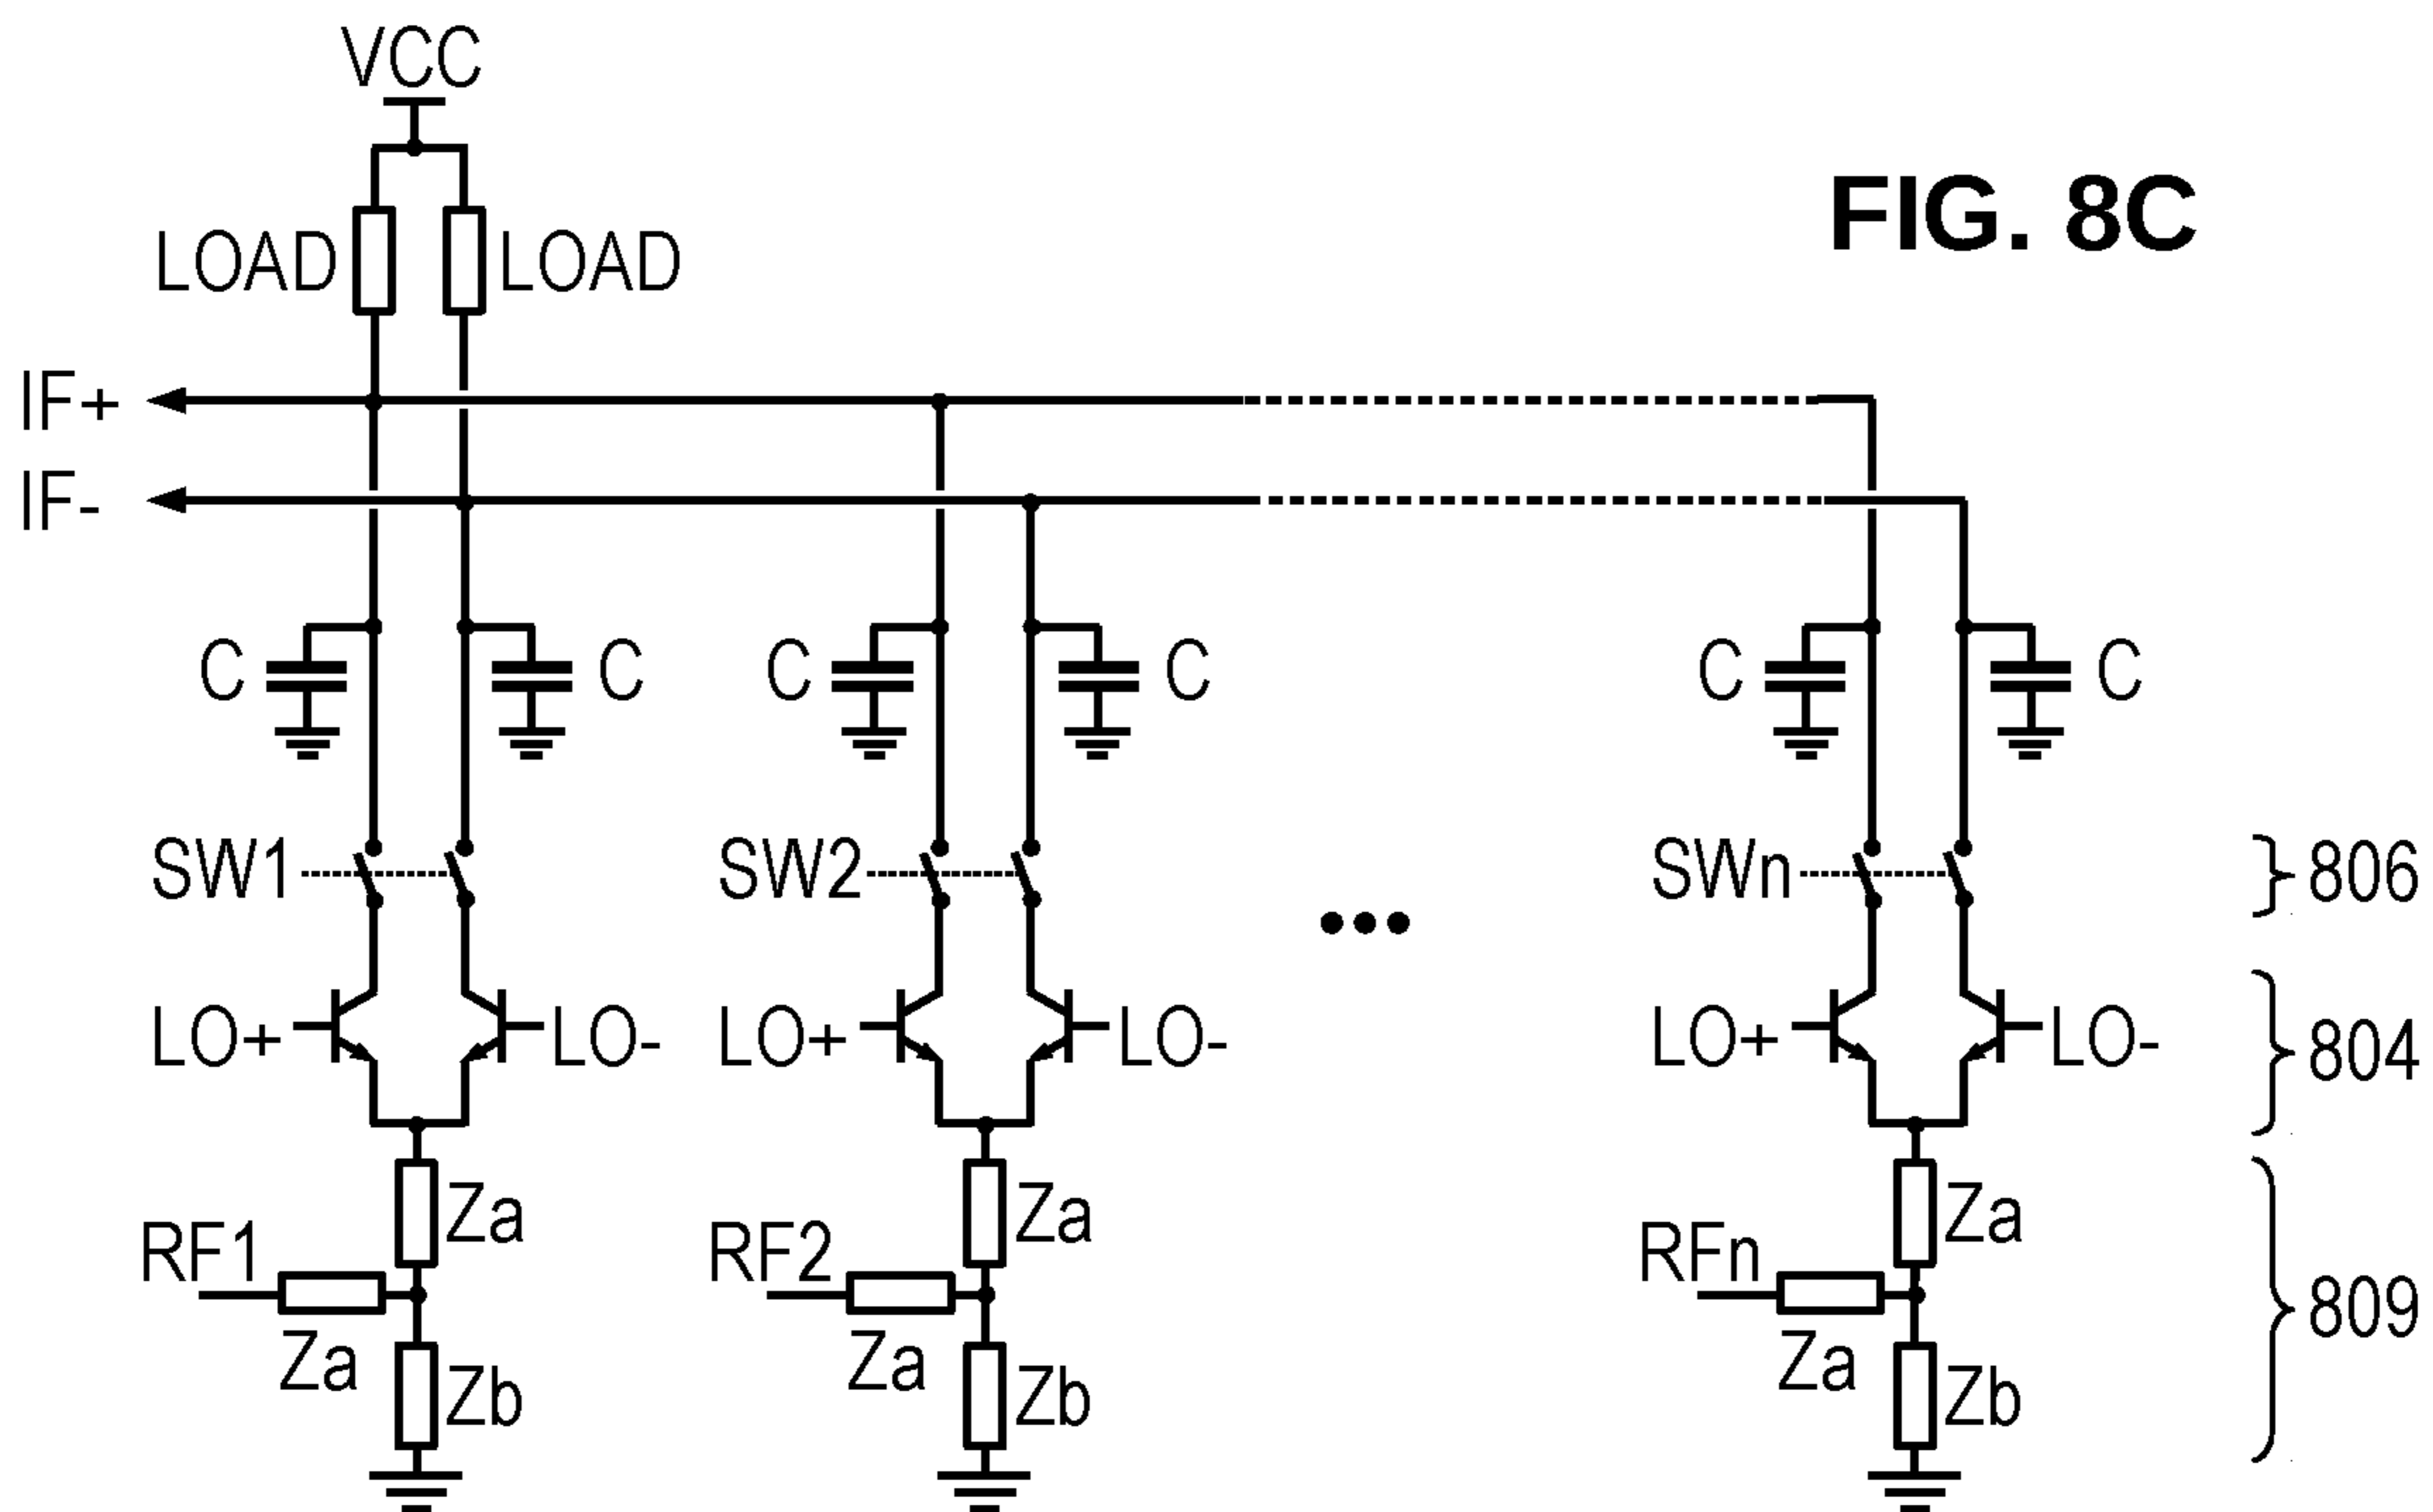 VCC
FIG. 8C
LOAD LOAD
IF+
IF-
C C C C C C
SW1 SW2 SWn 806
LO+ LO- LO+ LO- LO+ LO- 804
Za Za Za
RF1 RF2 RFn
809
Za Za Za
Zb Zb Zb